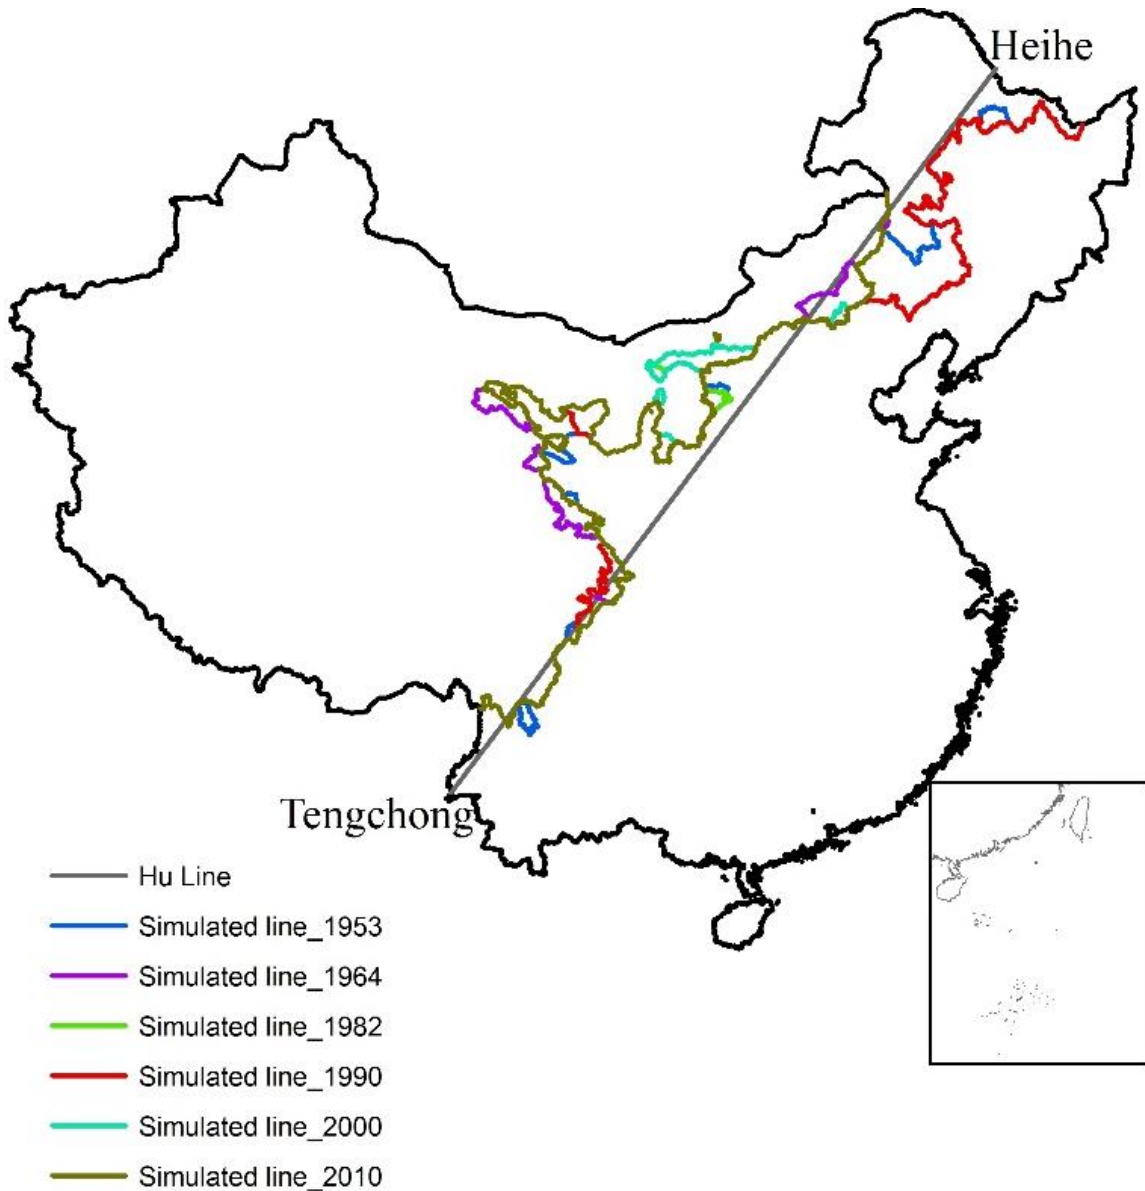 Heihe
Tengchong
Hu Line
Simulated line_1953
Simulated line_1964
Simulated line_1982
Simulated line_1990
Simulated line_2000
Simulated line_2010